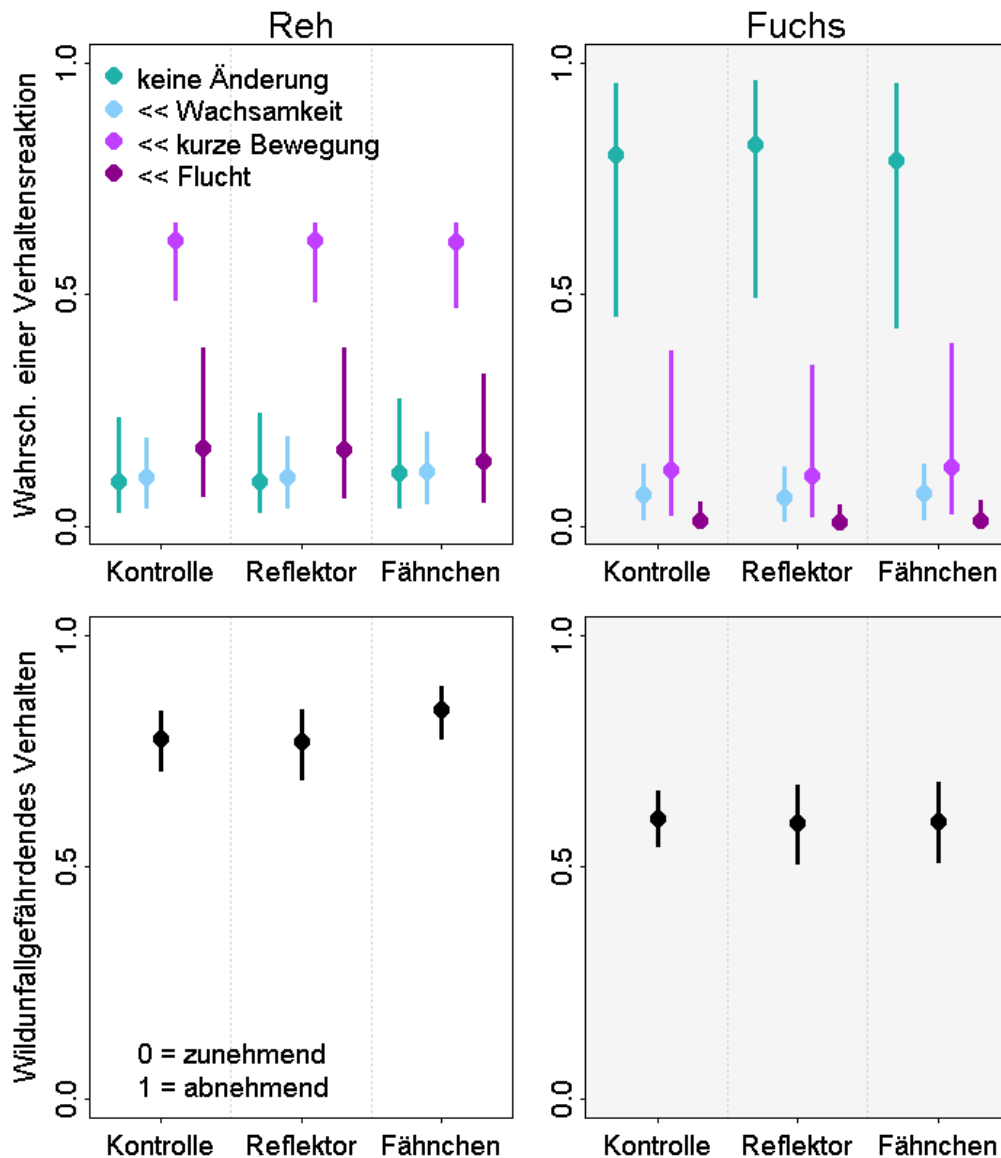 Reh
Fuchs
Wahrsch. einer Verhaltensreaktion
1.0
0.5
0.0
keine Änderung
<< Wachsamkeit
<< kurze Bewegung
<< Flucht
Kontrolle Reflektor Fähnchen
1.0
0.5
0.0
Kontrolle Reflektor Fähnchen
Wildunfallgefährdendes Verhalten
1.0
0.5
0.0
0 = zunehmend
1 = abnehmend
Kontrolle Reflektor Fähnchen
1.0
0.5
0.0
Kontrolle Reflektor Fähnchen